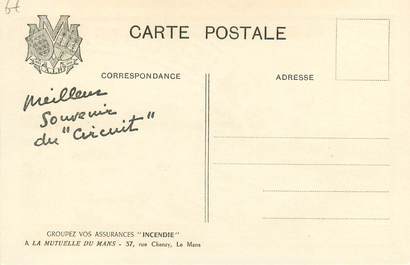 CARTE POSTALE
CORRESPONDANCE
ADRESSE
Meilleur
Souvenir
du "Circuit"
GROUPEZ VOS ASSURANCES "INCENDIE"
A LA MUTUELLE DU MANS - 37, rue Chanzy, Le Mans